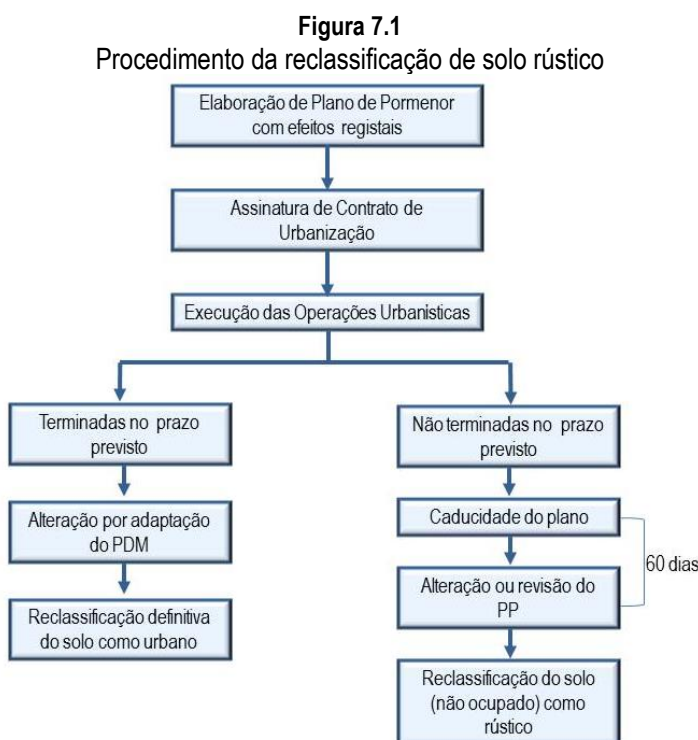 Figura 7.1
Procedimento da reclassificação de solo rústico
Elaboração de Plano de Pormenor
com efeitos registais
Assinatura de Contrato de
Urbanização
Execução das Operações Urbanísticas
Terminadas no prazo
previsto
Alteração por adaptação
do PDM
Reclassificação definitiva
do solo como urbano
Não terminadas no prazo
previsto
Caducidade do plano
60 dias
Alteração ou revisão do
PP
Reclassificação do solo
(não ocupado) como
rústico